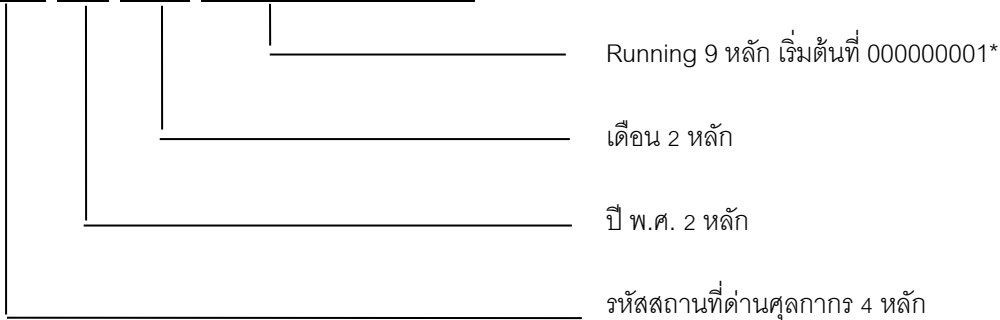 Running 9 หลัก เริ่มต้นที่ 000000001*
เดือน 2 หลัก
ปี พ.ศ. 2 หลัก
รหัสสถานที่ด่านศุลกากร 4 หลัก